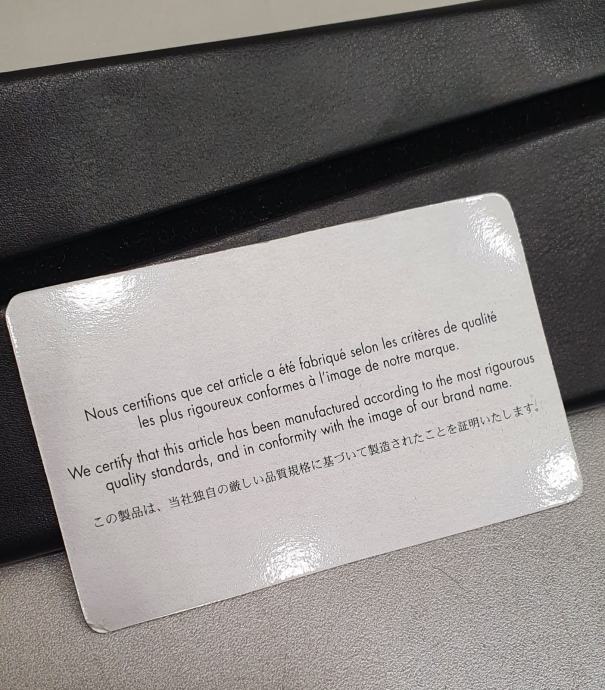 Nous certifions que cet article a été fabriqué selon les critères de qualité
les plus rigoureux conformes à l'image de notre marque.
We certify that this article has been manufactured according to the most rigourous
quality standards, and in conformity with the image of our brand name.
この製品は、当社独自の厳しい品質規格に基づいて製造されたことを証明いたします。